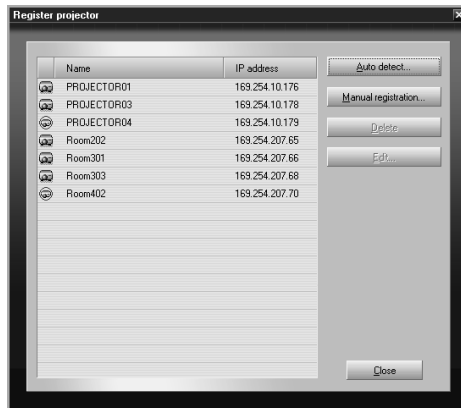 Register projector
Name IP address
PROJECTOR01 169.254.10.176
PROJECTOR03 169.254.10.178
PROJECTOR04 169.254.10.179
Room202 169.254.207.65
Room301 169.254.207.66
Room303 169.254.207.68
Room402 169.254.207.70
Auto detect...
Manual registration...
Delete
Edit...
Close